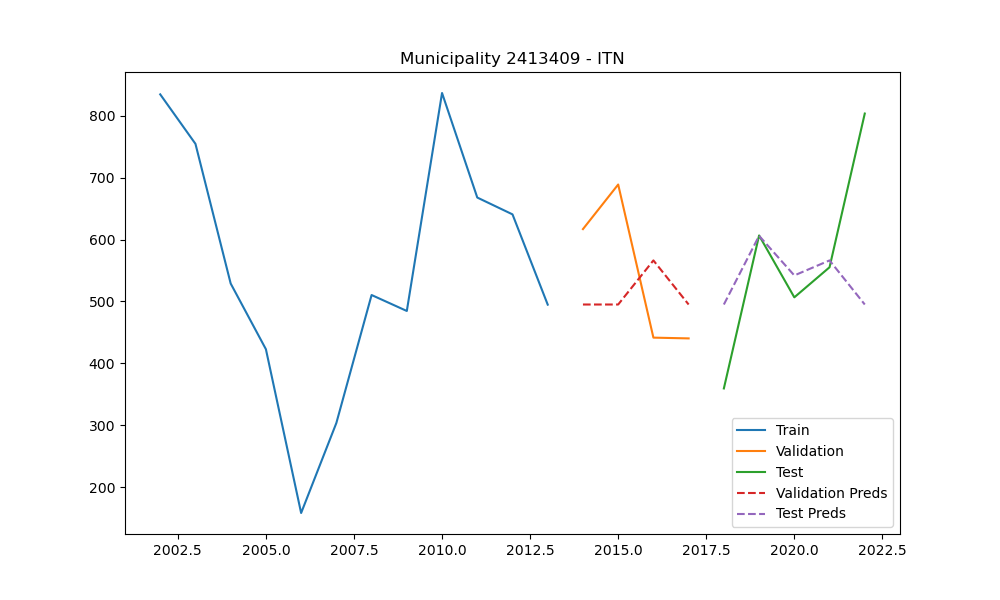 Municipality 2413409 - ITN
800
700
600
500
400
300
200
2002.5 2005.0 2007.5 2010.0 2012.5 2015.0 2017.5 2020.0 2022.5
Train
Validation
Test
Validation Preds
Test Preds